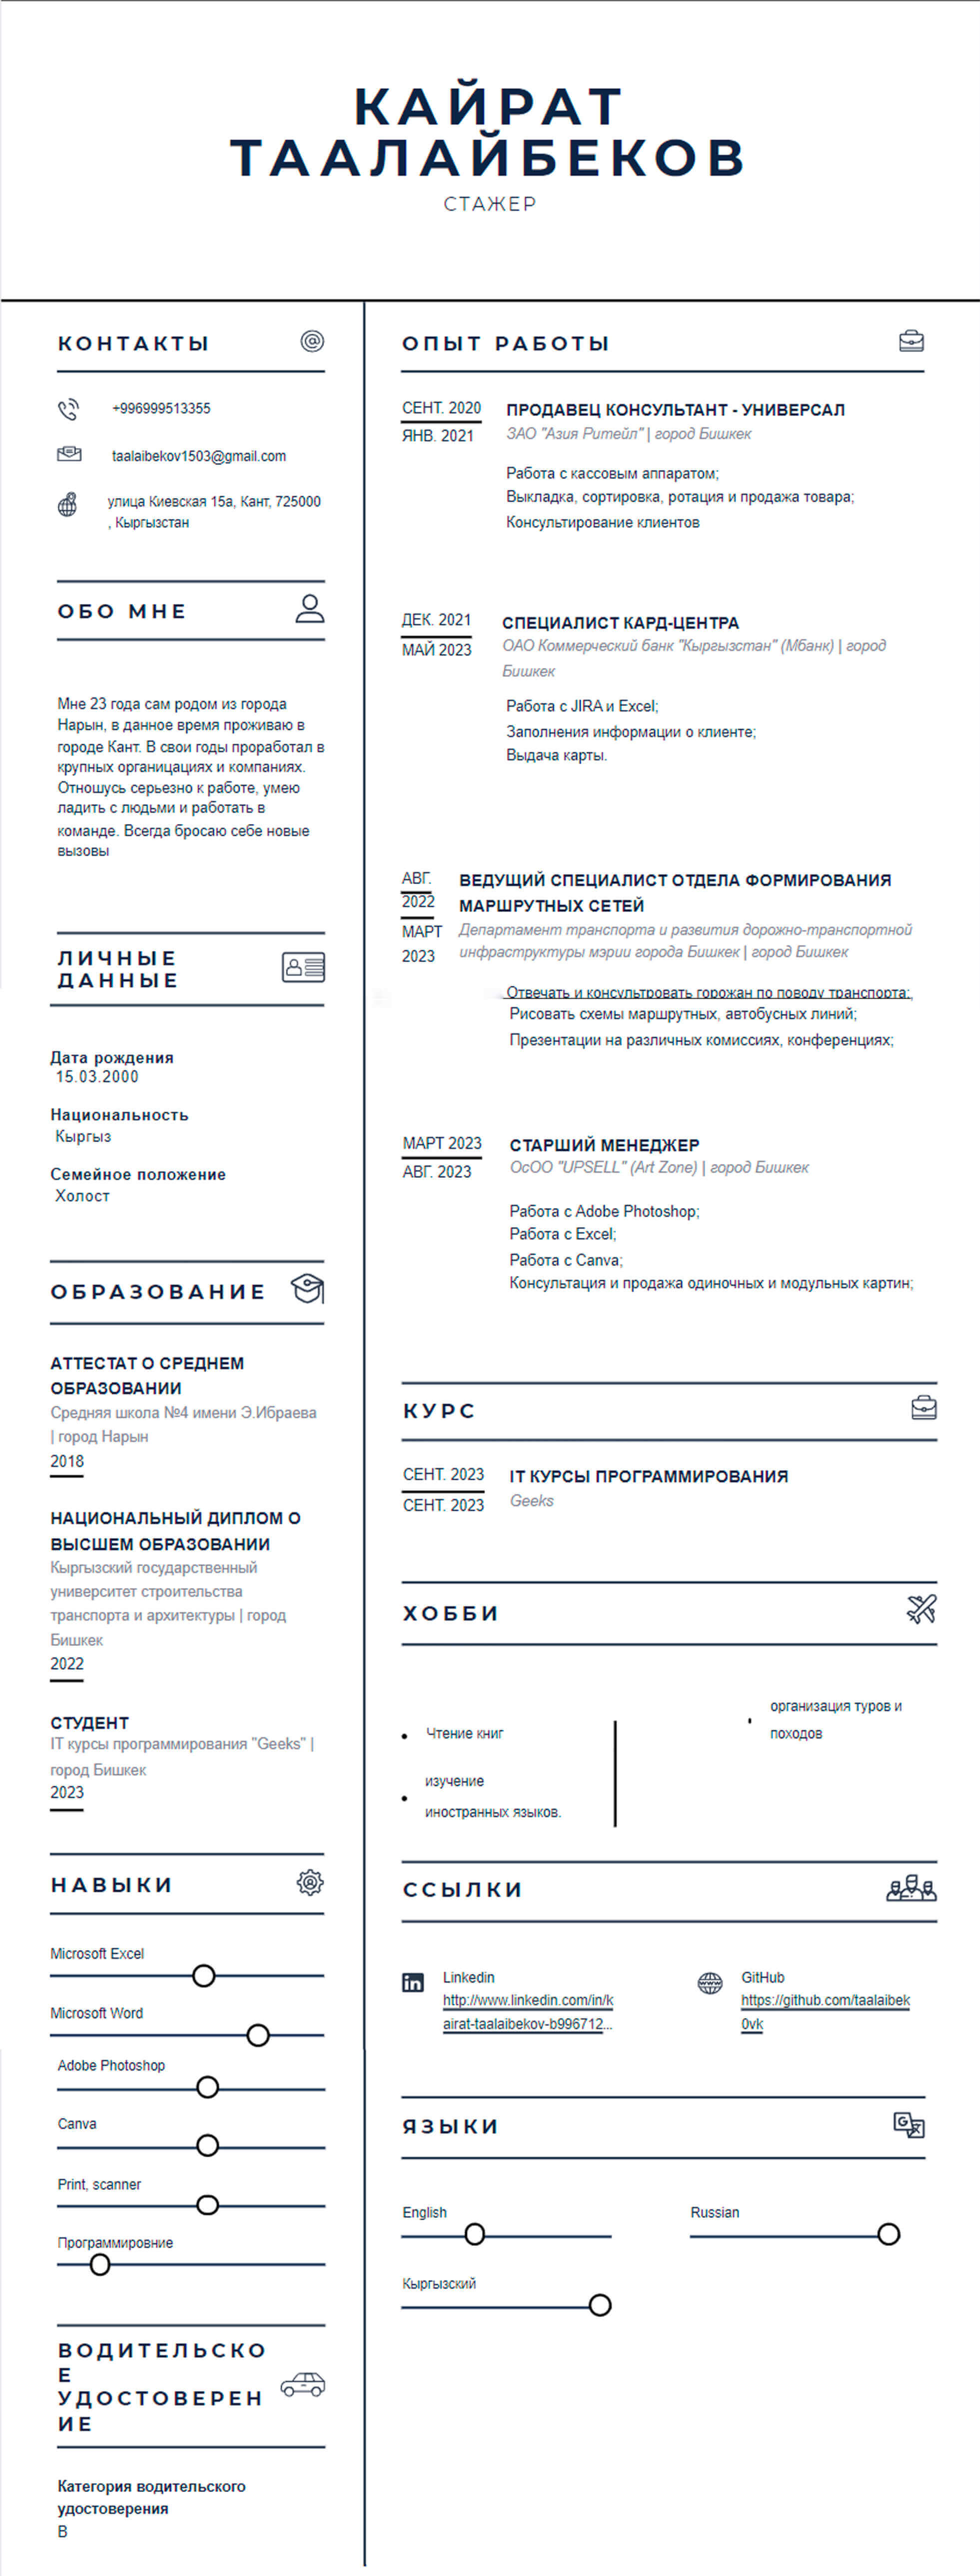 КАЙРАТ
ТААЛАЙБЕКОВ
СТАЖЕР
КОНТАКТЫ
+996999513355
taalaibekov1503@gmail.com
улица Киевская 15а, Кант, 725000
, Кыргызстан
ОБО МНЕ
Мне 23 года сам родом из города
Нарын, в данное время проживаю в
городе Кант. В свои годы проработал в
крупных органицациях и компаниях.
Отношусь серьезно к работе, умею
ладить с людьми и работать в
команде. Всегда бросаю себе новые
вызовы
ЛИЧНЫЕ
ДАННЫЕ
Дата рождения
15.03.2000
Национальность
Кыргыз
Семейное положение
Холост
ОБРАЗОВАНИЕ
АТТЕСТАТ О СРЕДНЕМ
ОБРАЗОВАНИИ
Средняя школа №4 имени Э.Ибраева
| город Нарын
2018
НАЦИОНАЛЬНЫЙ ДИПЛОМ О
ВЫСШЕМ ОБРАЗОВАНИИ
Кыргызский государственный
университет строительства
транспорта и архитектуры | город
Бишкек
2022
СТУДЕНТ
IT курсы программирования "Geeks" |
город Бишкек
2023
НАВЫКИ
Microsoft Excel
Microsoft Word
Adobe Photoshop
Canva
Print, scanner
Программировние
ВОДИТЕЛЬСКО
Е
УДОСТОВЕРЕН
ИЕ
Категория водительского
удостоверения
B
ОПЫТ РАБОТЫ
СЕНТ. 2020
ЯНВ. 2021
ПРОДАВЕЦ КОНСУЛЬТАНТ - УНИВЕРСАЛ
ЗАО "Азия Ритейл" | город Бишкек
Работа с кассовым аппаратом;
Выкладка, сортировка, ротация и продажа товара;
Консультирование клиентов
ДЕК. 2021
МАЙ 2023
СПЕЦИАЛИСТ КАРД-ЦЕНТРА
ОАО Коммерческий банк "Кыргызстан" (Мбанк) | город
Бишкек
Работа с JIRA и Excel;
Заполнения информации о клиенте;
Выдача карты.
АВГ.
2022
МАРТ
2023
ВЕДУЩИЙ СПЕЦИАЛИСТ ОТДЕЛА ФОРМИРОВАНИЯ
МАРШРУТНЫХ СЕТЕЙ
Департамент транспорта и развития дорожно-транспортной
инфраструктуры мэрии города Бишкек | город Бишкек
Отвечать и консультровать горожан по поводу транспорта;
Рисовать схемы маршрутных, автобусных линий;
Презентации на различных комиссиях, конференциях;
МАРТ 2023
АВГ. 2023
СТАРШИЙ МЕНЕДЖЕР
ОсОО "UPSELL" (Art Zone) | город Бишкек
Работа с Adobe Photoshop;
Работа с Excel;
Работа с Canva;
Консультация и продажа одиночных и модульных картин;
КУРС
СЕНТ. 2023
СЕНТ. 2023
IT КУРСЫ ПРОГРАММИРОВАНИЯ
Geeks
ХОББИ
• Чтение книг
• изучение
иностранных языков.
• организация туров и
походов
ССЫЛКИ
in
Linkedin
http://www.linkedin.com/in/k
airat-taalaibekov-b996712...
GitHub
https://github.com/taalaibek
0vk
ЯЗЫКИ
English
Russian
Кыргызский